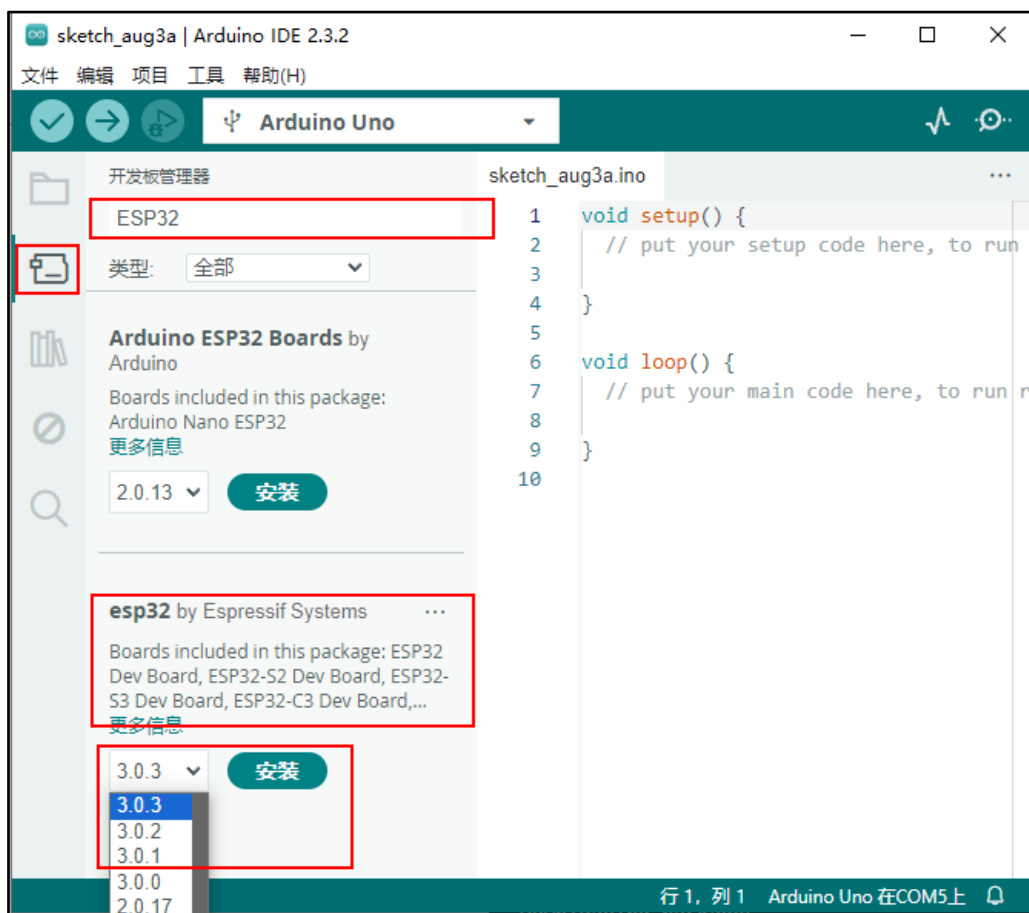 sketch_aug3a | Arduino IDE 2.3.2
文件 编辑 项目 工具 帮助(H)
Arduino Uno
开发板管理器
ESP32
类型: 全部
Arduino ESP32 Boards by
Arduino
Boards included in this package:
Arduino Nano ESP32
更多信息
2.0.13 安装
esp32 by Espressif Systems ...
Boards included in this package: ESP32
Dev Board, ESP32-S2 Dev Board, ESP32-
S3 Dev Board, ESP32-C3 Dev Board,...
更多信息
3.0.3 安装
3.0.3
3.0.2
3.0.1
3.0.0
2.0.17
sketch_aug3a.ino ...
1 void setup() {
2 // put your setup code here, to run
3
4 }
5
6 void loop() {
7 // put your main code here, to run r
8
9 }
10
行 1, 列 1 Arduino Uno 在COM5上